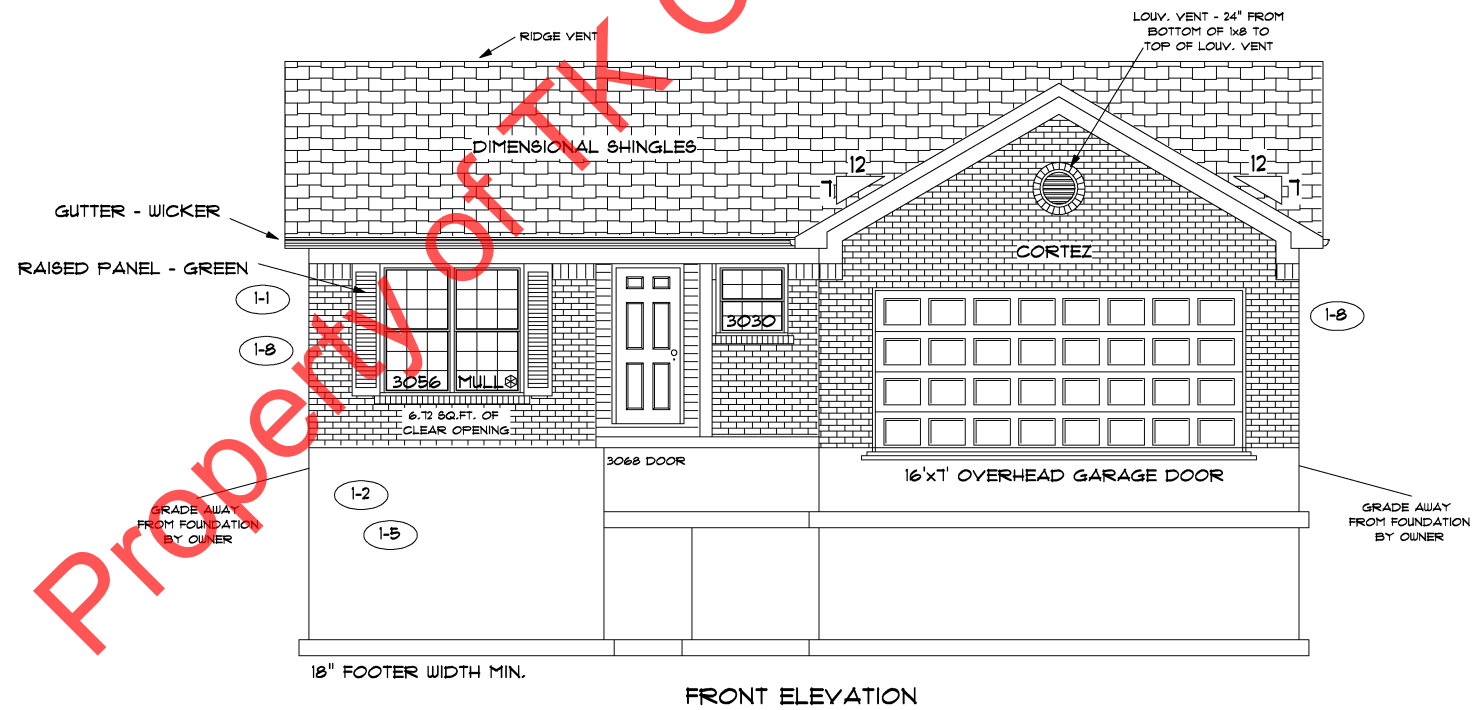 LOUV. VENT - 24" FROM
BOTTOM OF 1x8 TO
TOP OF LOUV. VENT
RIDGE VENT
DIMENSIONAL SHINGLES
12
7
12
7
GUTTER - WICKER
CORTEZ
RAISED PANEL - GREEN
1-1
1-8
3030
1-8
3056
MULL
6.72 SQ.FT. OF
CLEAR OPENING
3068 DOOR
16'x7' OVERHEAD GARAGE DOOR
1-2
GRADE AWAY
FROM FOUNDATION
BY OWNER
1-5
GRADE AWAY
FROM FOUNDATION
BY OWNER
18" FOOTER WIDTH MIN.
FRONT ELEVATION
Property of TK